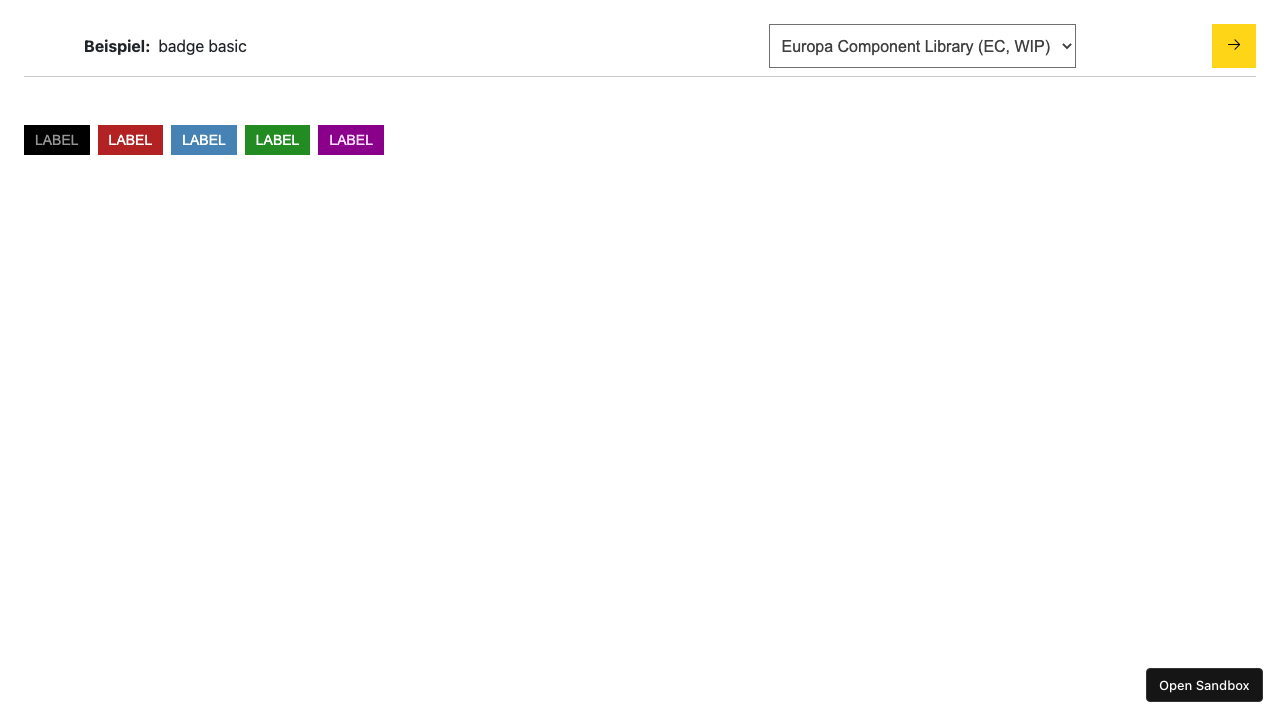 Beispiel: badge basic
Europa Component Library (EC, WIP)
LABEL LABEL LABEL LABEL LABEL
Open Sandbox